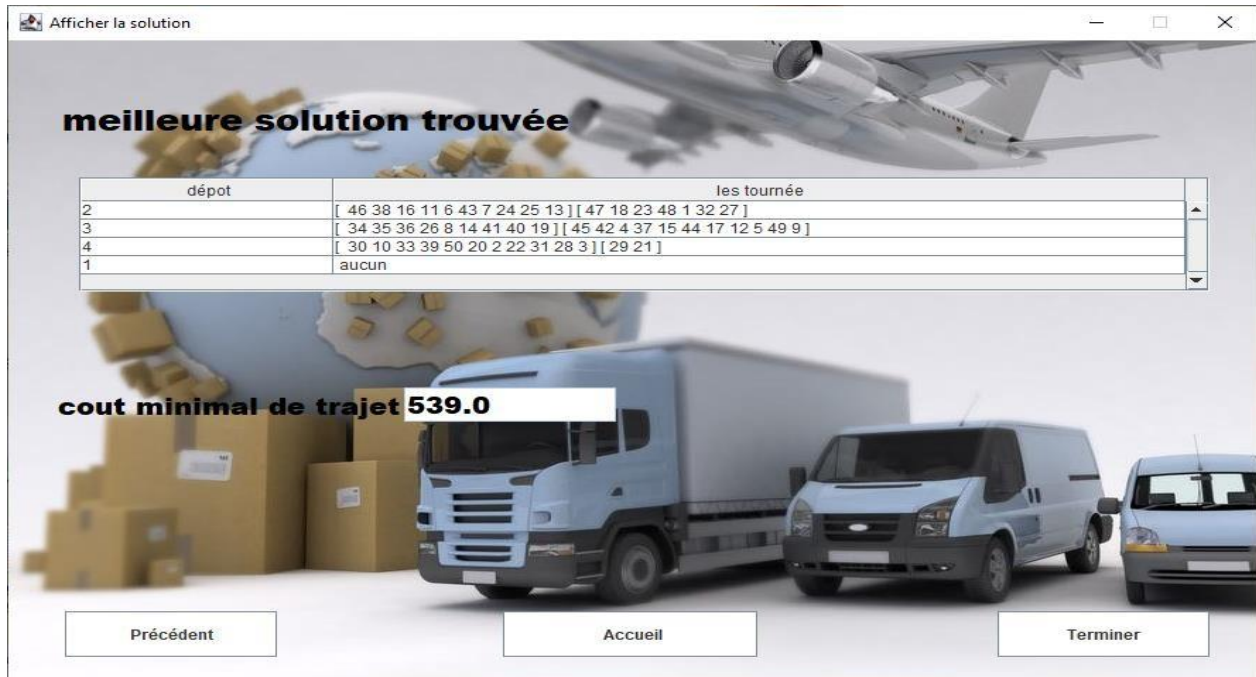 Afficher la solution
meilleure solution trouvée
dépot les tournée
2 [ 46 38 16 11 6 43 7 24 25 13 ] [ 47 18 23 48 1 32 27 ]
3 [ 34 35 36 26 8 14 41 40 19 ] [ 45 42 4 37 15 44 17 12 5 49 9 ]
4 [ 30 10 33 39 50 20 2 22 31 28 3 ] [ 29 21 ]
1 aucun
cout minimal de trajet 539.0
Précédent Accueil Terminer